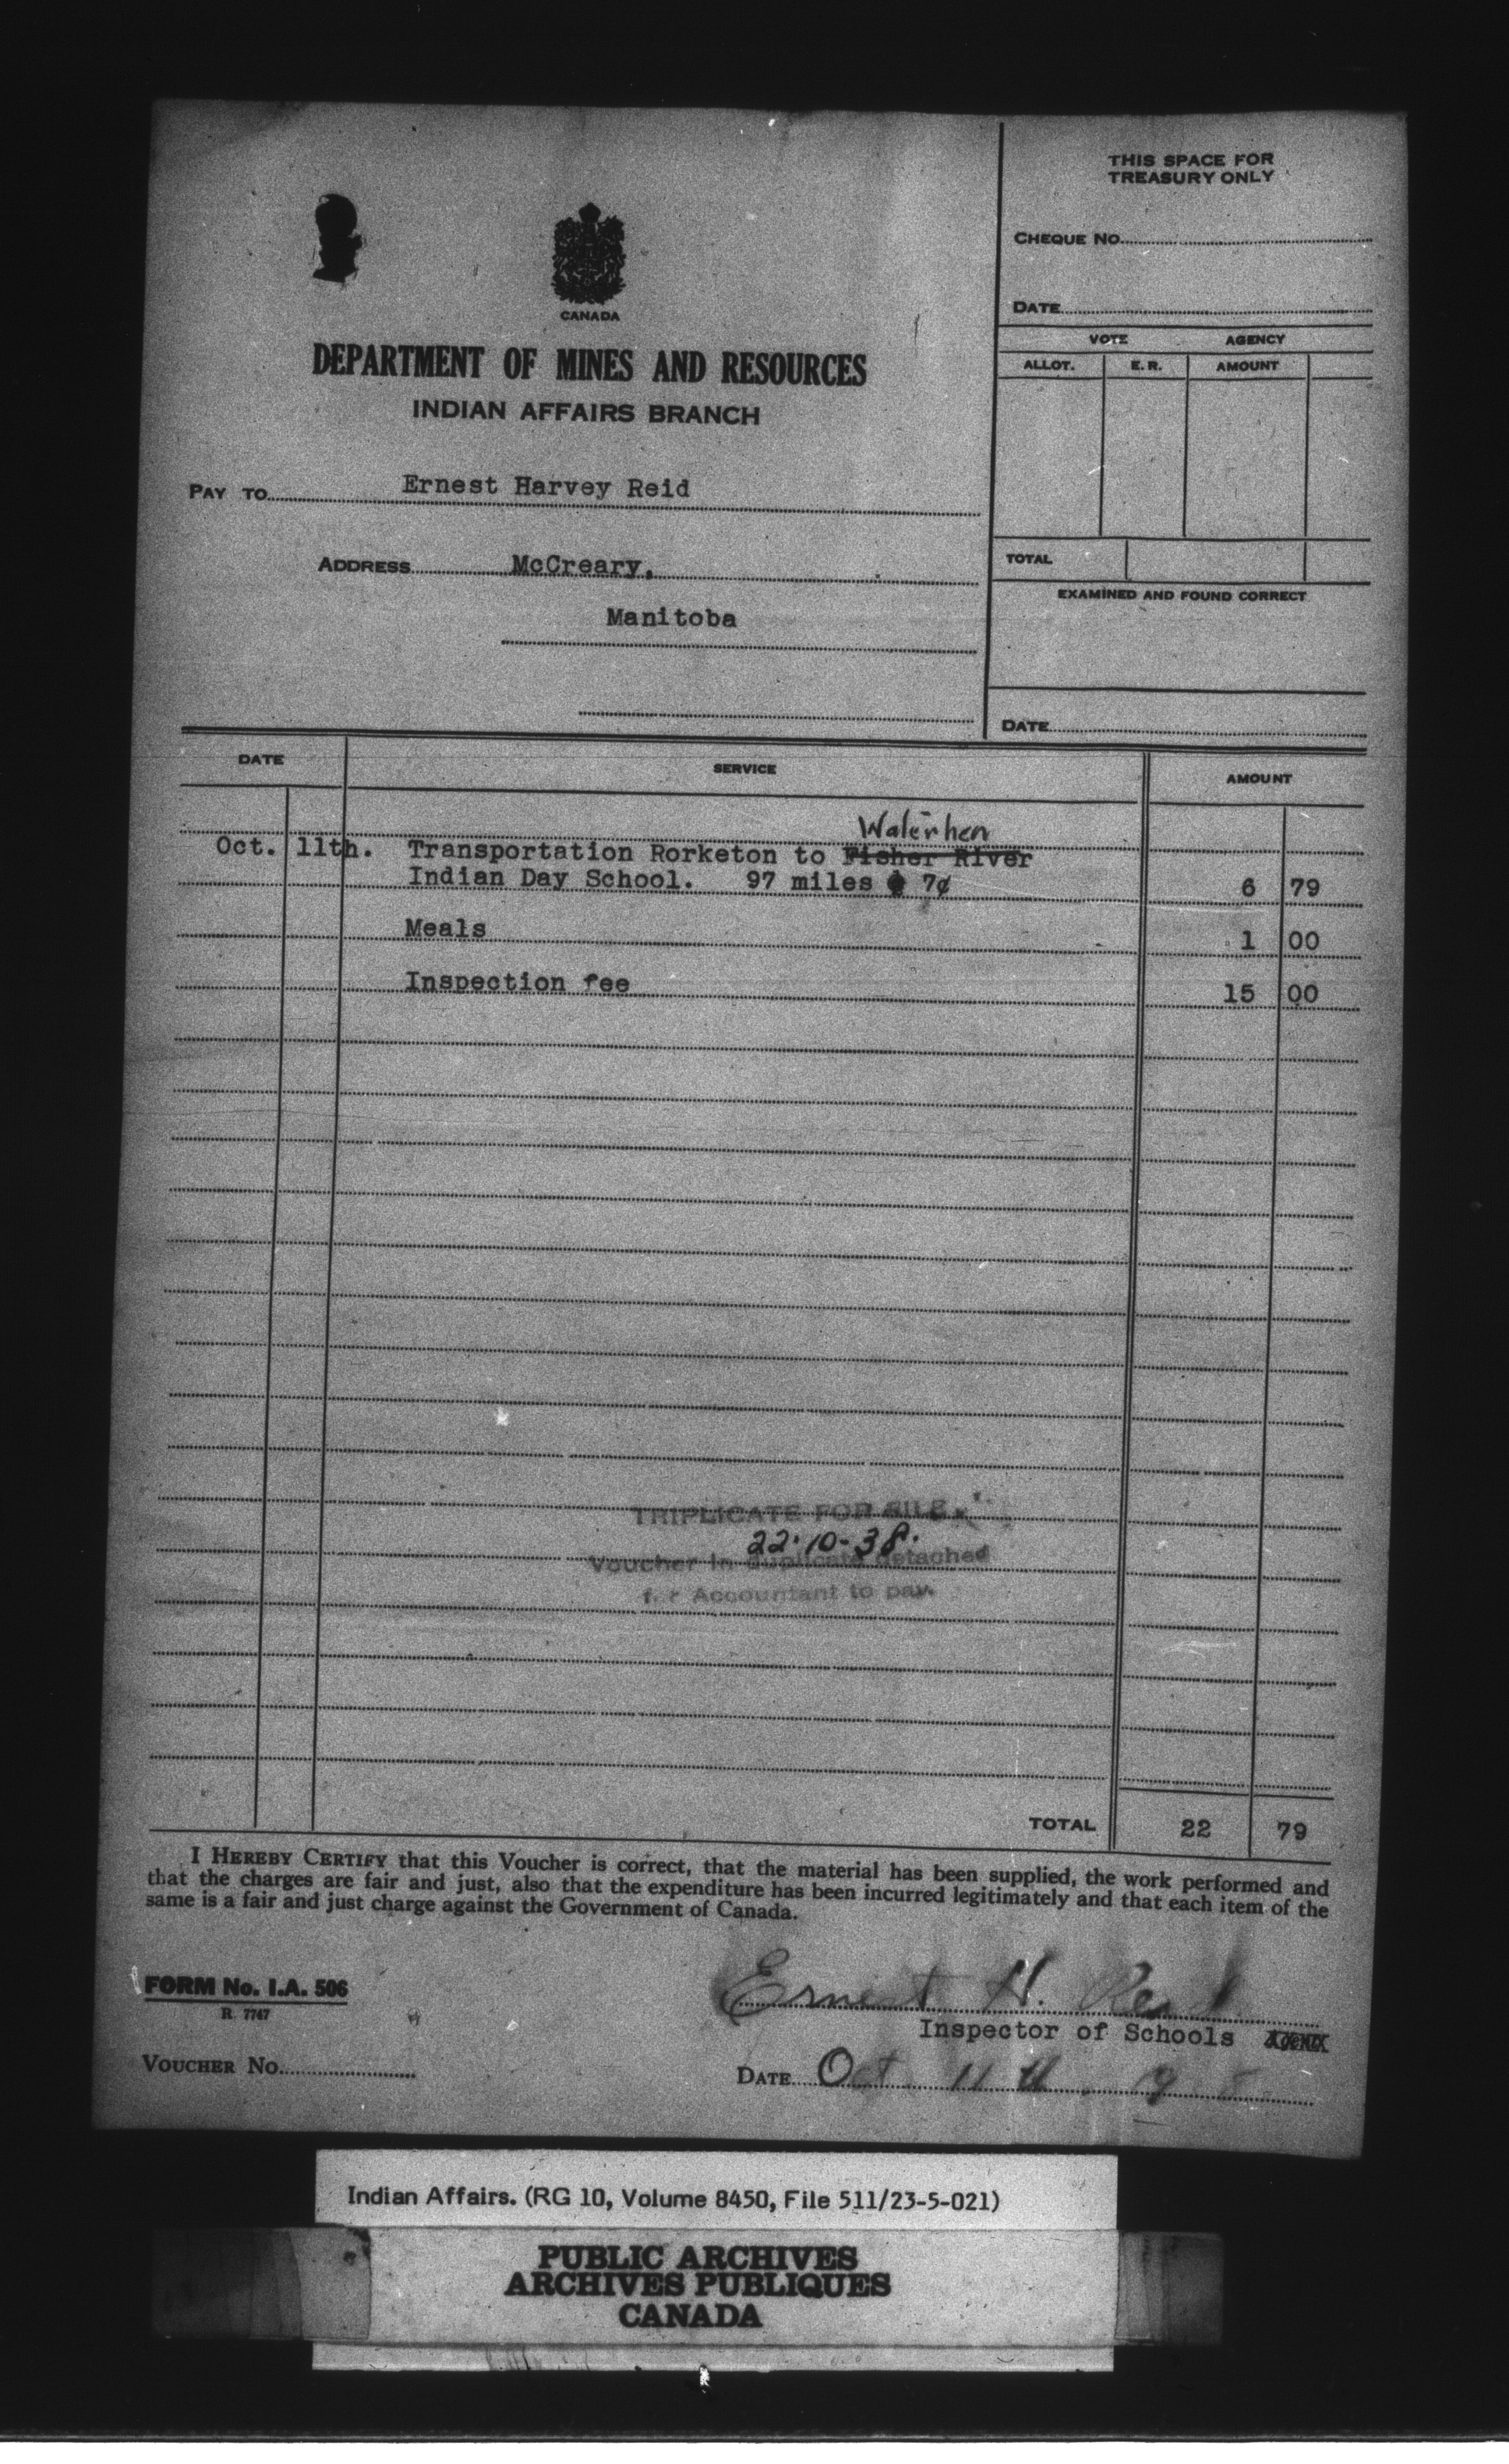 THIS SPACE FOR
TREASURY ONLY
CHEQUE NO.
DATE
VOTE AGENCY
ALLOT. E.R. AMOUNT
TOTAL
EXAMINED AND FOUND CORRECT
DATE
CANADA
DEPARTMENT OF MINES AND RESOURCES
INDIAN AFFAIRS BRANCH
PAY TO Ernest Harvey Reid
ADDRESS McCreary,
Manitoba
DATE SERVICE AMOUNT
Waterhen
Oct. 11th. Transportation Rorketon to Fisher River
Indian Day School. 97 miles @ 7¢ 6 79
Meals 1 00
Inspection fee 15 00
TRIPLICATE FOR FILE
22-10-38.
Voucher in duplicate detached
for Accountant to pay.
TOTAL 22 79
I HEREBY CERTIFY that this Voucher is correct, that the material has been supplied, the work performed and
that the charges are fair and just, also that the expenditure has been incurred legitimately and that each item of the
same is a fair and just charge against the Government of Canada.
FORM No. I.A. 506
R. 7747
Ernest H. Reid
Inspector of Schools Agent
VOUCHER No.
DATE Oct 11th. 19
Indian Affairs. (RG 10, Volume 8450, File 511/23-5-021)
PUBLIC ARCHIVES
ARCHIVES PUBLIQUES
CANADA